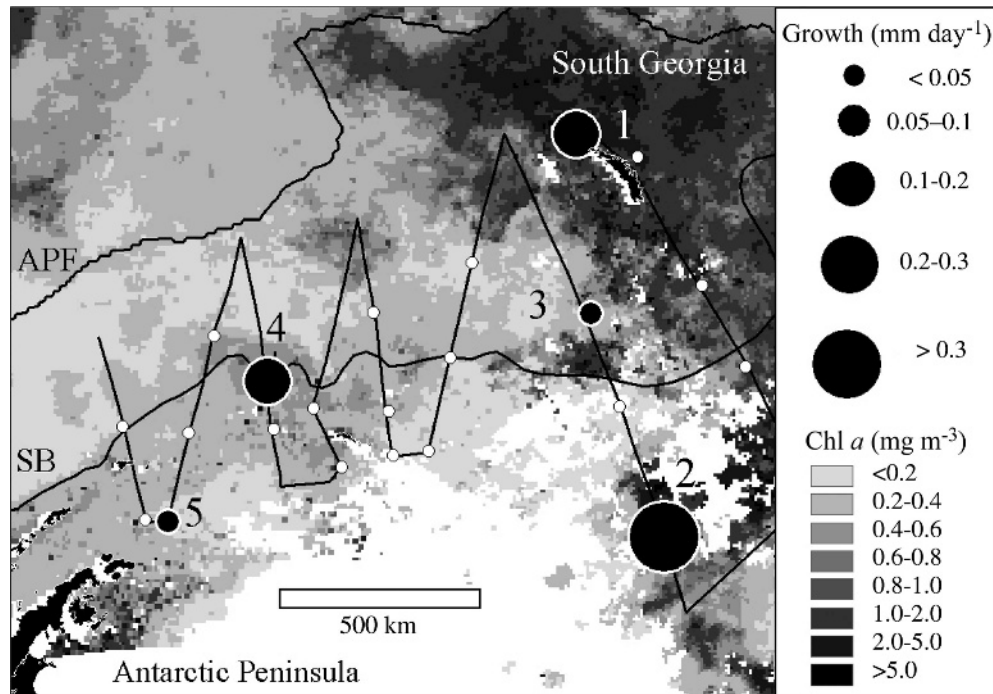 South Georgia
1
APF
3
4
SB
2
5
500 km
Antarctic Peninsula
Growth (mm day-1)
< 0.05
0.05–0.1
0.1-0.2
0.2-0.3
> 0.3
Chl a (mg m-3)
<0.2
0.2-0.4
0.4-0.6
0.6-0.8
0.8-1.0
1.0-2.0
2.0-5.0
>5.0